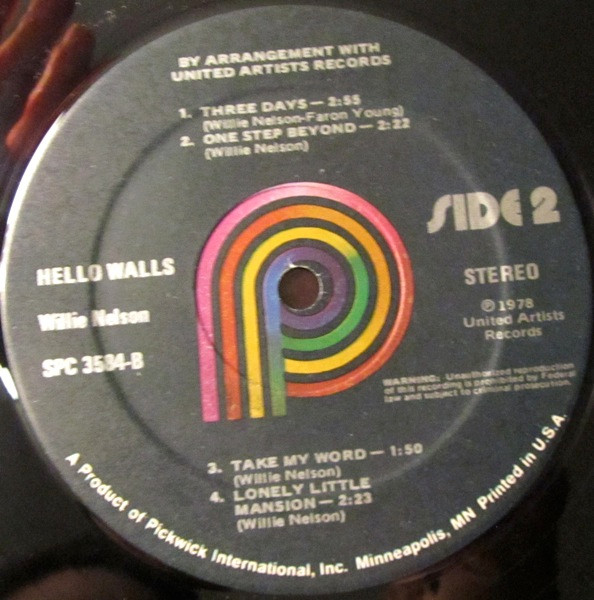 BY ARRANGEMENT WITH
UNITED ARTISTS RECORDS
1. THREE DAYS — 2:55
(Willie Nelson-Faron Young)
2. ONE STEP BEYOND — 2:22
(Willie Nelson)
SIDE 2
HELLO WALLS
Willie Nelson
SPC 3584-B
STEREO
℗ 1978
United Artists
Records
WARNING: Unauthorized reproduction
of this recording is prohibited by Federal
law and subject to criminal prosecution.
3. TAKE MY WORD — 1:50
(Willie Nelson)
4. LONELY LITTLE
MANSION — 2:23
(Willie Nelson)
A Product of Pickwick International, Inc. Minneapolis, MN Printed in U.S.A.